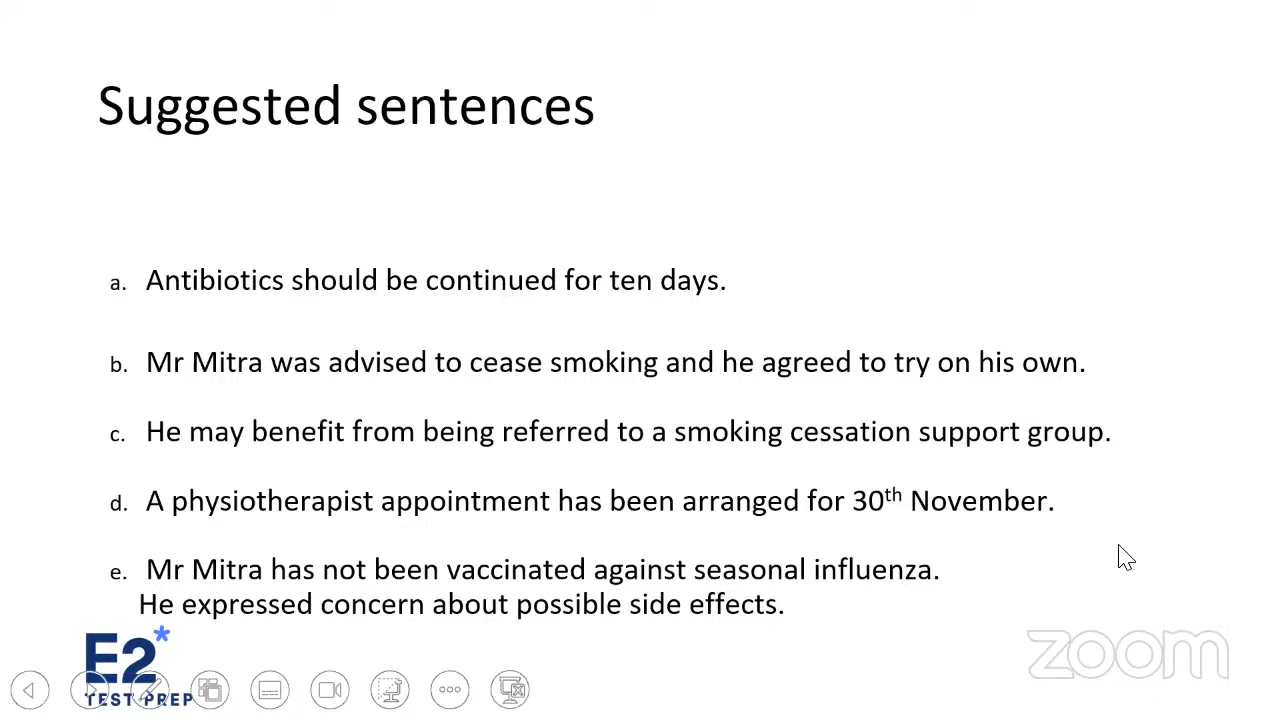 Suggested sentences
a. Antibiotics should be continued for ten days.
b. Mr Mitra was advised to cease smoking and he agreed to try on his own.
c. He may benefit from being referred to a smoking cessation support group.
d. A physiotherapist appointment has been arranged for 30th November.
e. Mr Mitra has not been vaccinated against seasonal influenza.
He expressed concern about possible side effects.
E2*
TEST PREP
zoom